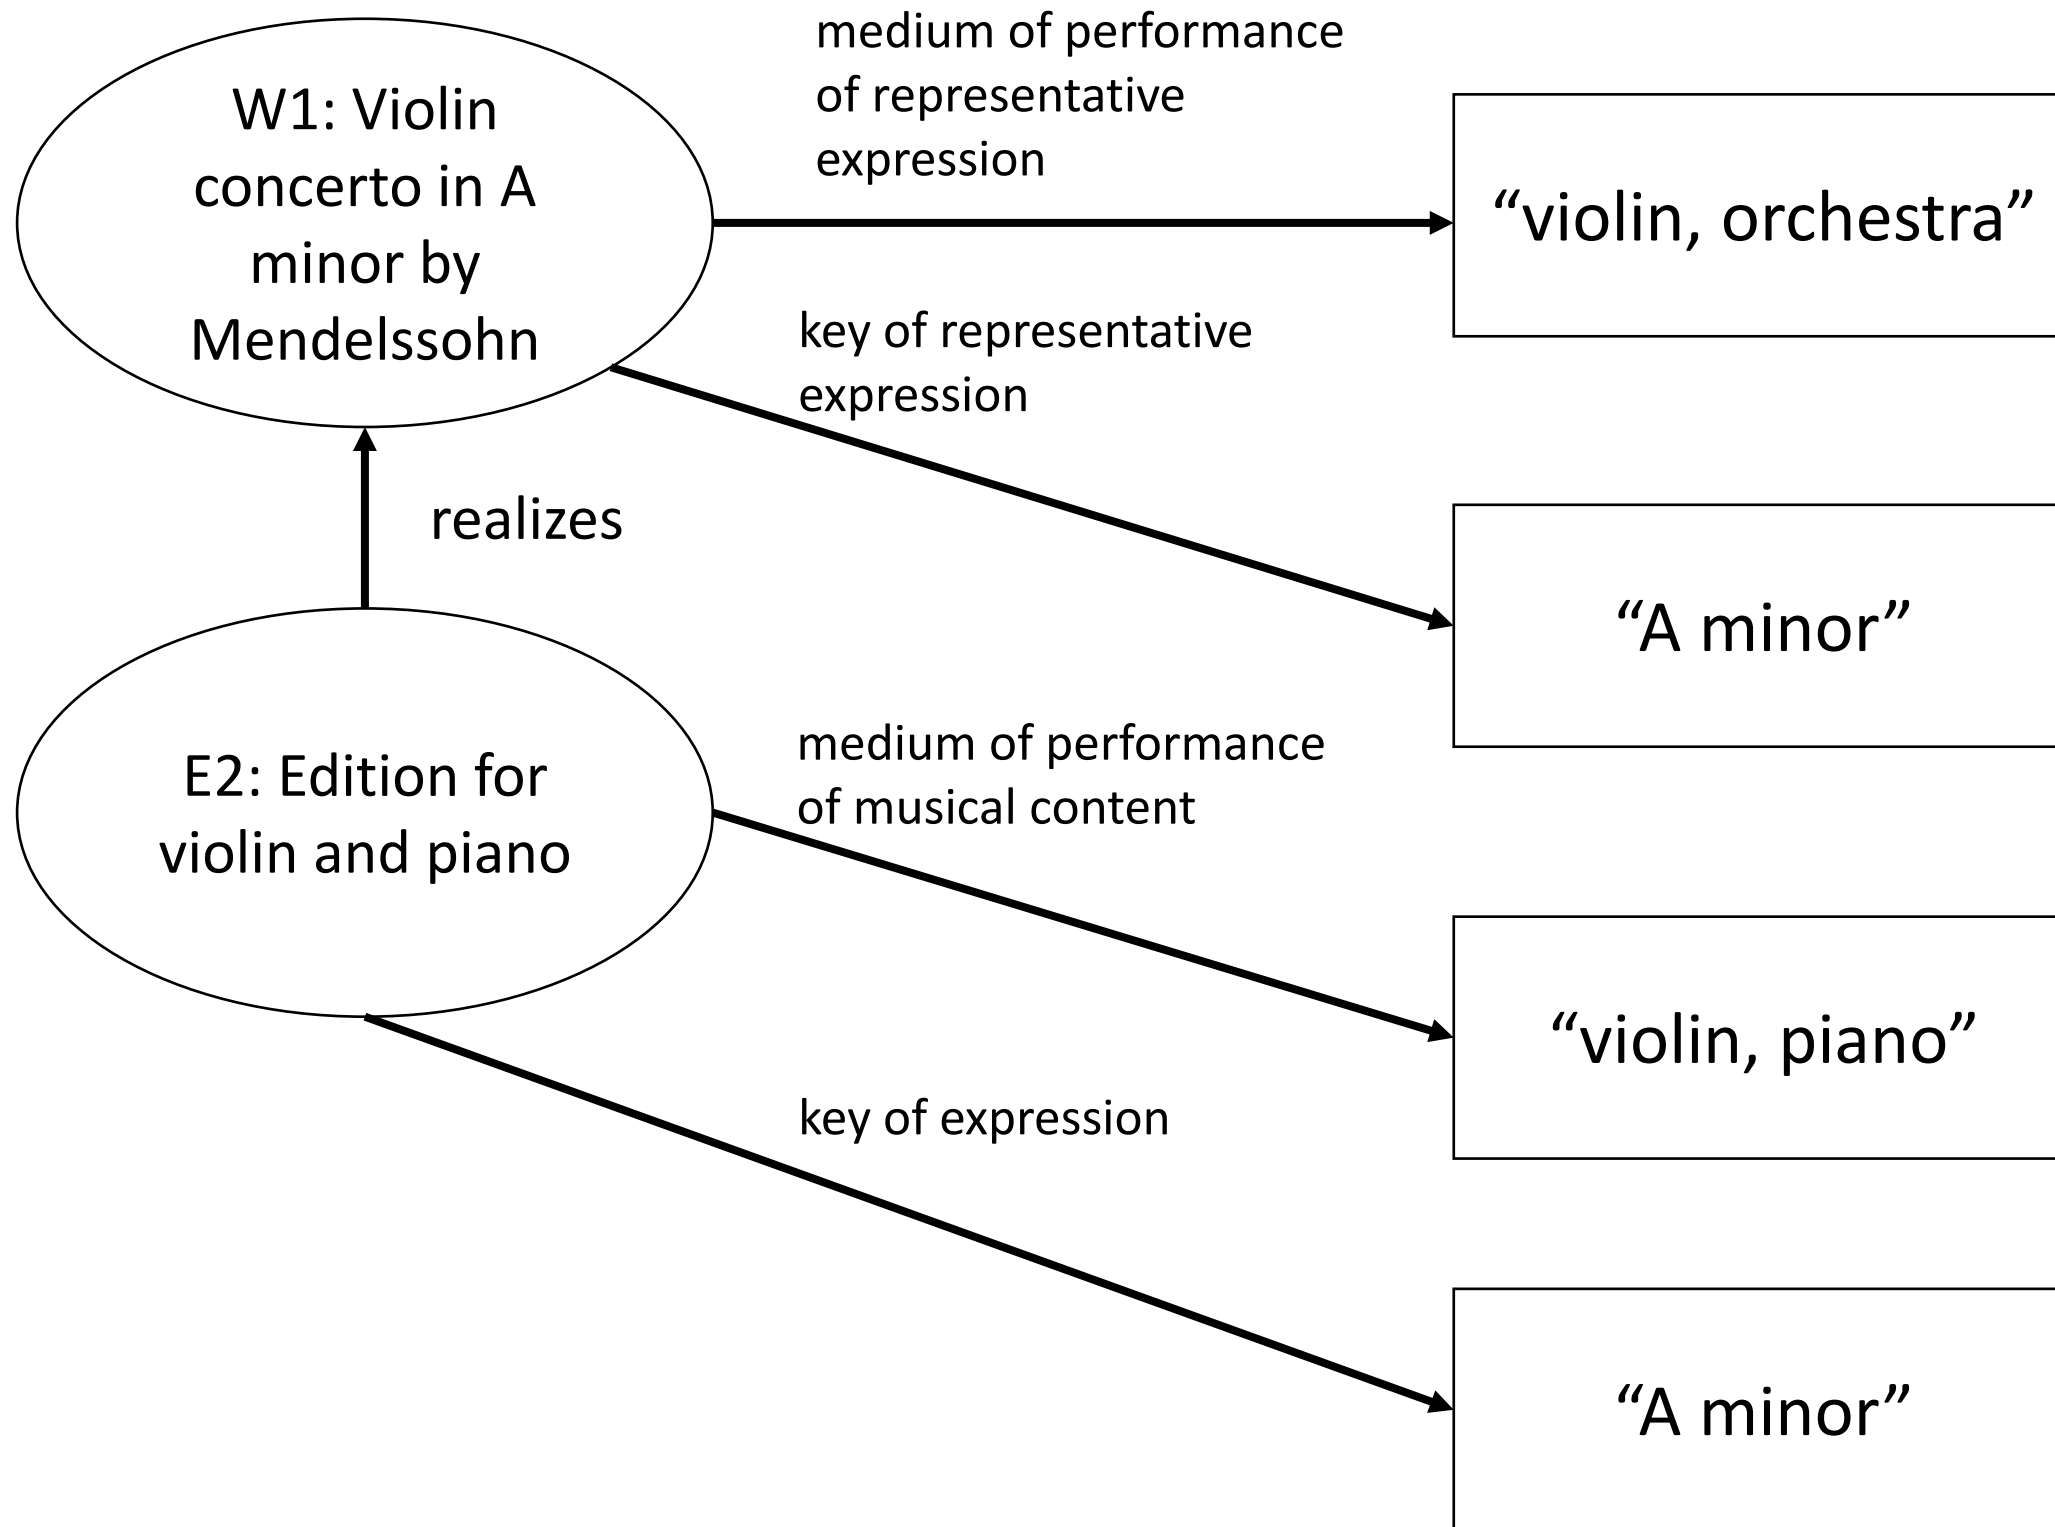 W1: Violin
concerto in A
minor by
Mendelssohn
medium of performance
of representative
expression
“violin, orchestra”
key of representative
expression
“A minor”
realizes
E2: Edition for
violin and piano
medium of performance
of musical content
“violin, piano”
key of expression
“A minor”